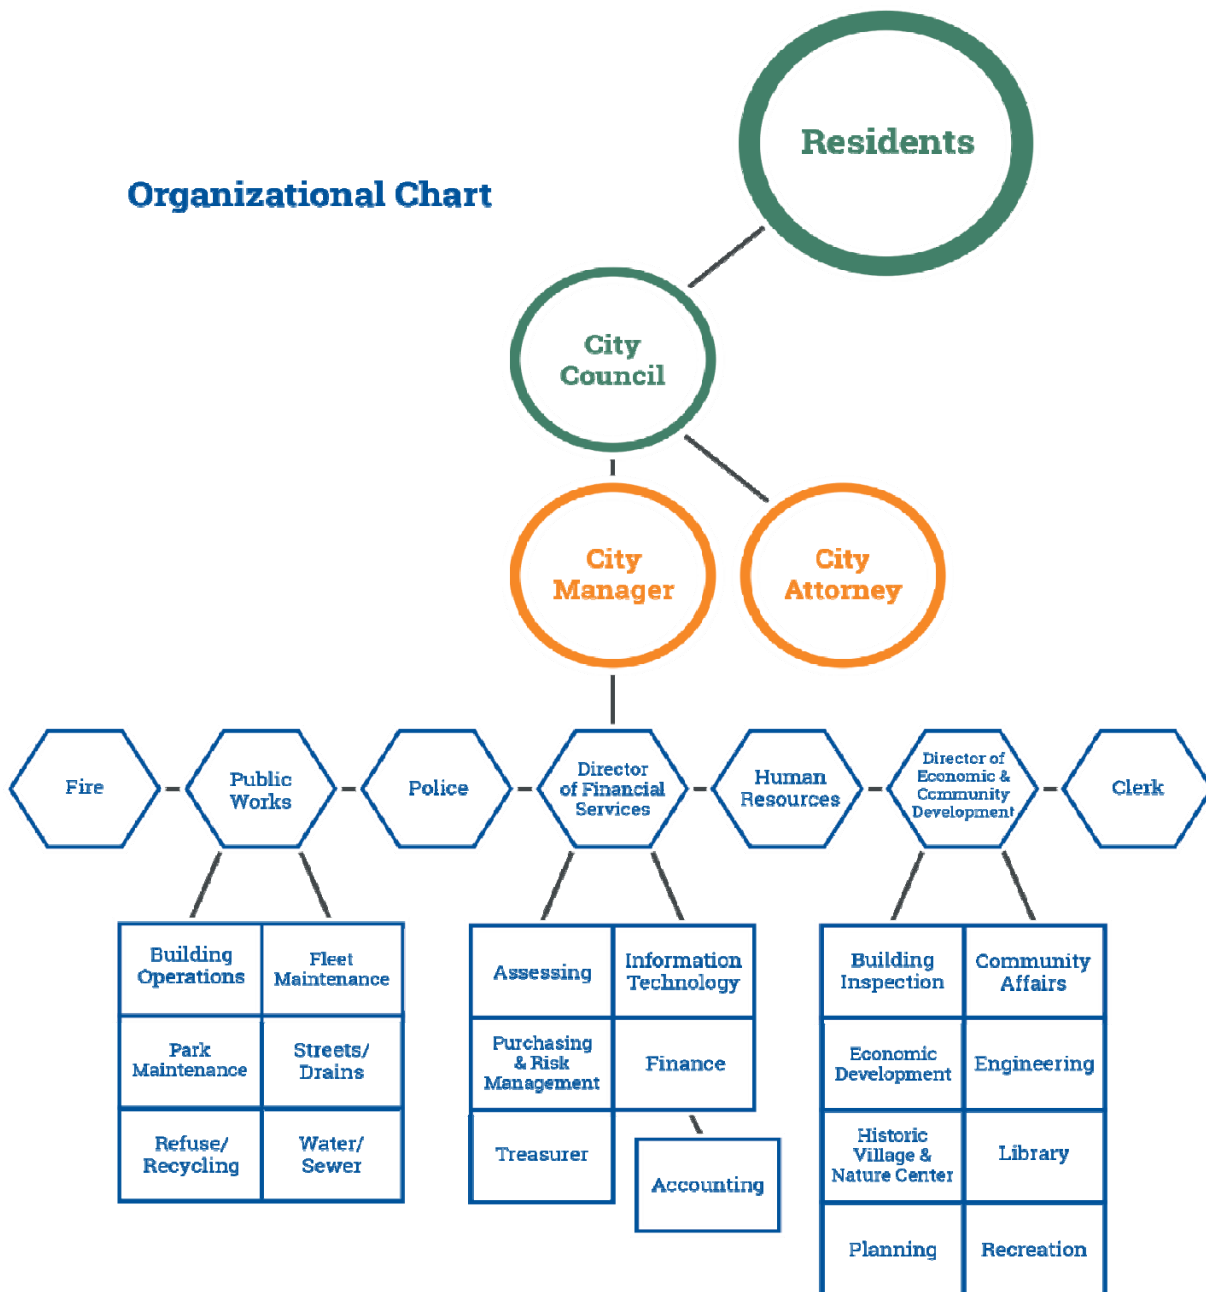 Residents
Organizational Chart
City
Council
City
Manager
City
Attorney
Fire
Public
Works
Police
Director
of Financial
Services
Human
Resources
Director of
Economic &
Community
Development
Clerk
Building
Operations
Fleet
Maintenance
Park
Maintenance
Streets/
Drains
Refuse/
Recycling
Water/
Sewer
Assessing
Information
Technology
Purchasing
& Risk
Management
Finance
Treasurer
Accounting
Building
Inspection
Community
Affairs
Economic
Development
Engineering
Historic
Village &
Nature Center
Library
Planning
Recreation